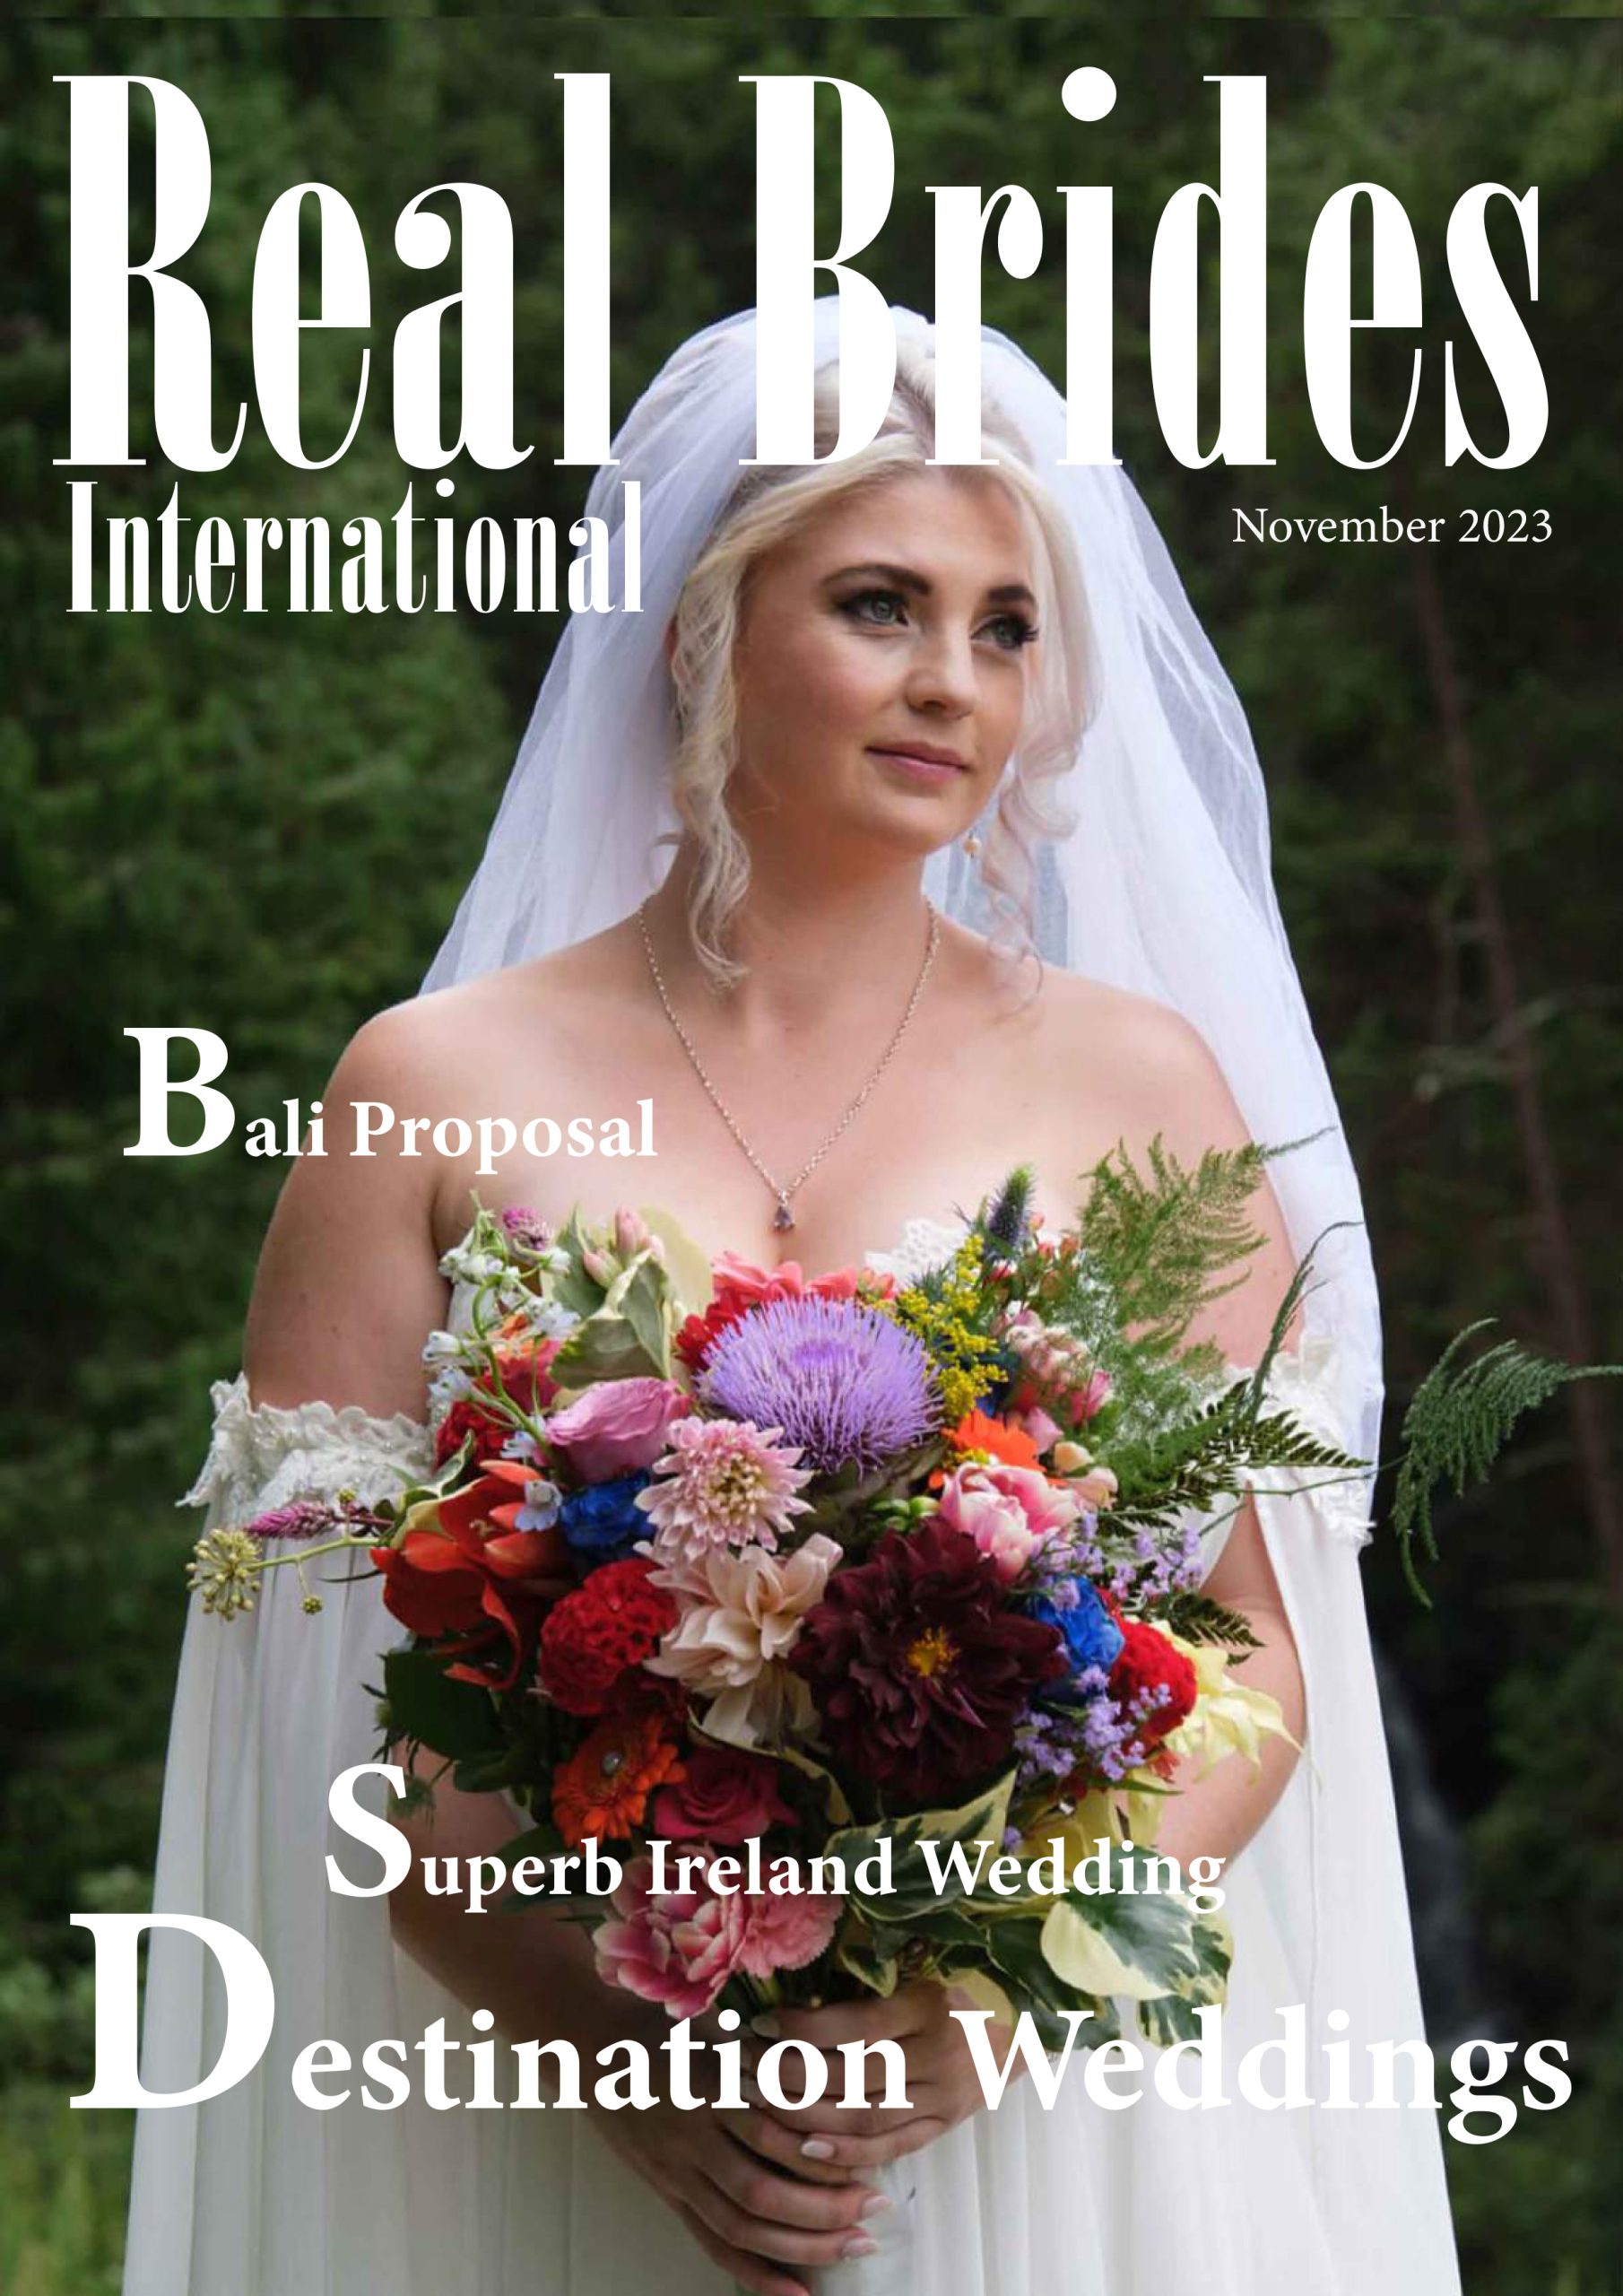 Real Brides
International
November 2023
Bali Proposal
Superb Ireland Wedding
Destination Weddings